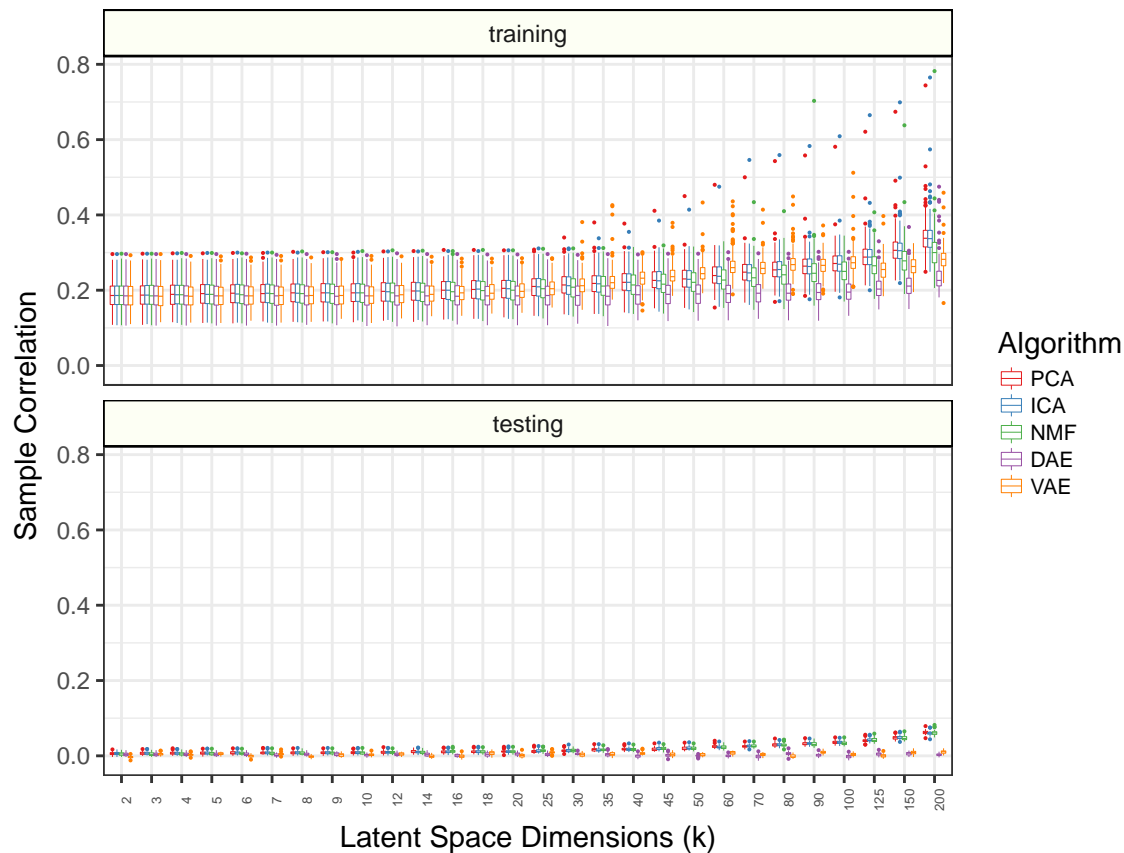 training
0.8
0.6
0.4
0.2
0.0
testing
0.8
0.6
0.4
0.2
0.0
Sample Correlation
2 3 4 5 6 7 8 9 10 12 14 16 18 20 25 30 35 40 45 50 60 70 80 90 100 125 150 200
Latent Space Dimensions (k)
Algorithm
PCA
ICA
NMF
DAE
VAE